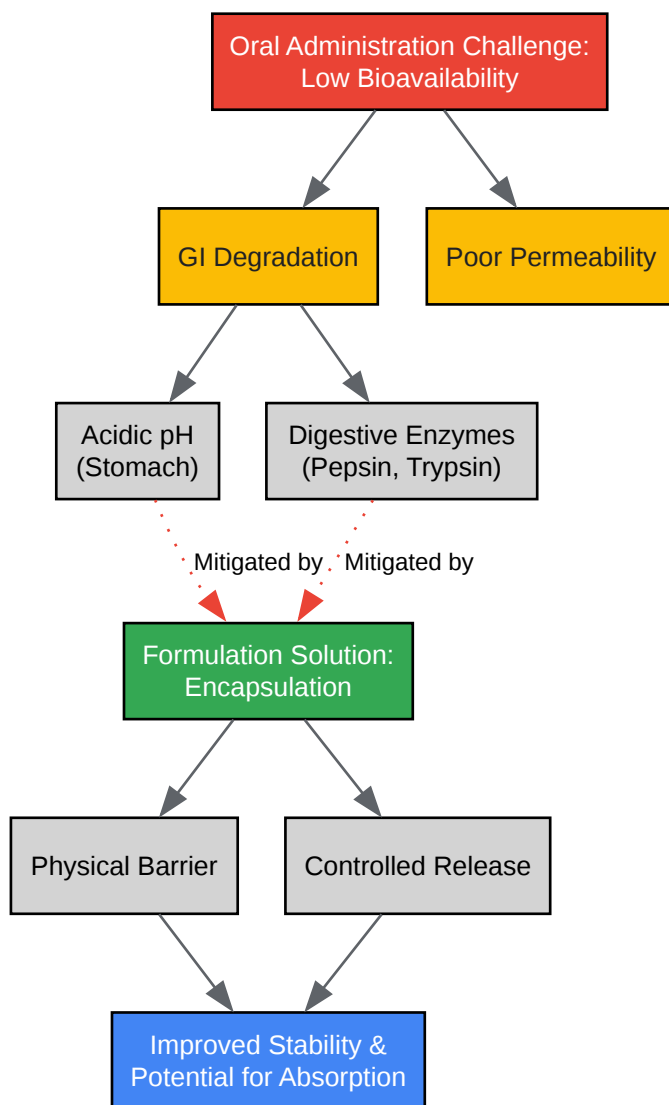 Oral Administration Challenge:
Low Bioavailability
GI Degradation
Poor Permeability
Acidic pH
(Stomach)
Digestive Enzymes
(Pepsin, Trypsin)
Mitigated by
Mitigated by
Formulation Solution:
Encapsulation
Physical Barrier
Controlled Release
Improved Stability &
Potential for Absorption